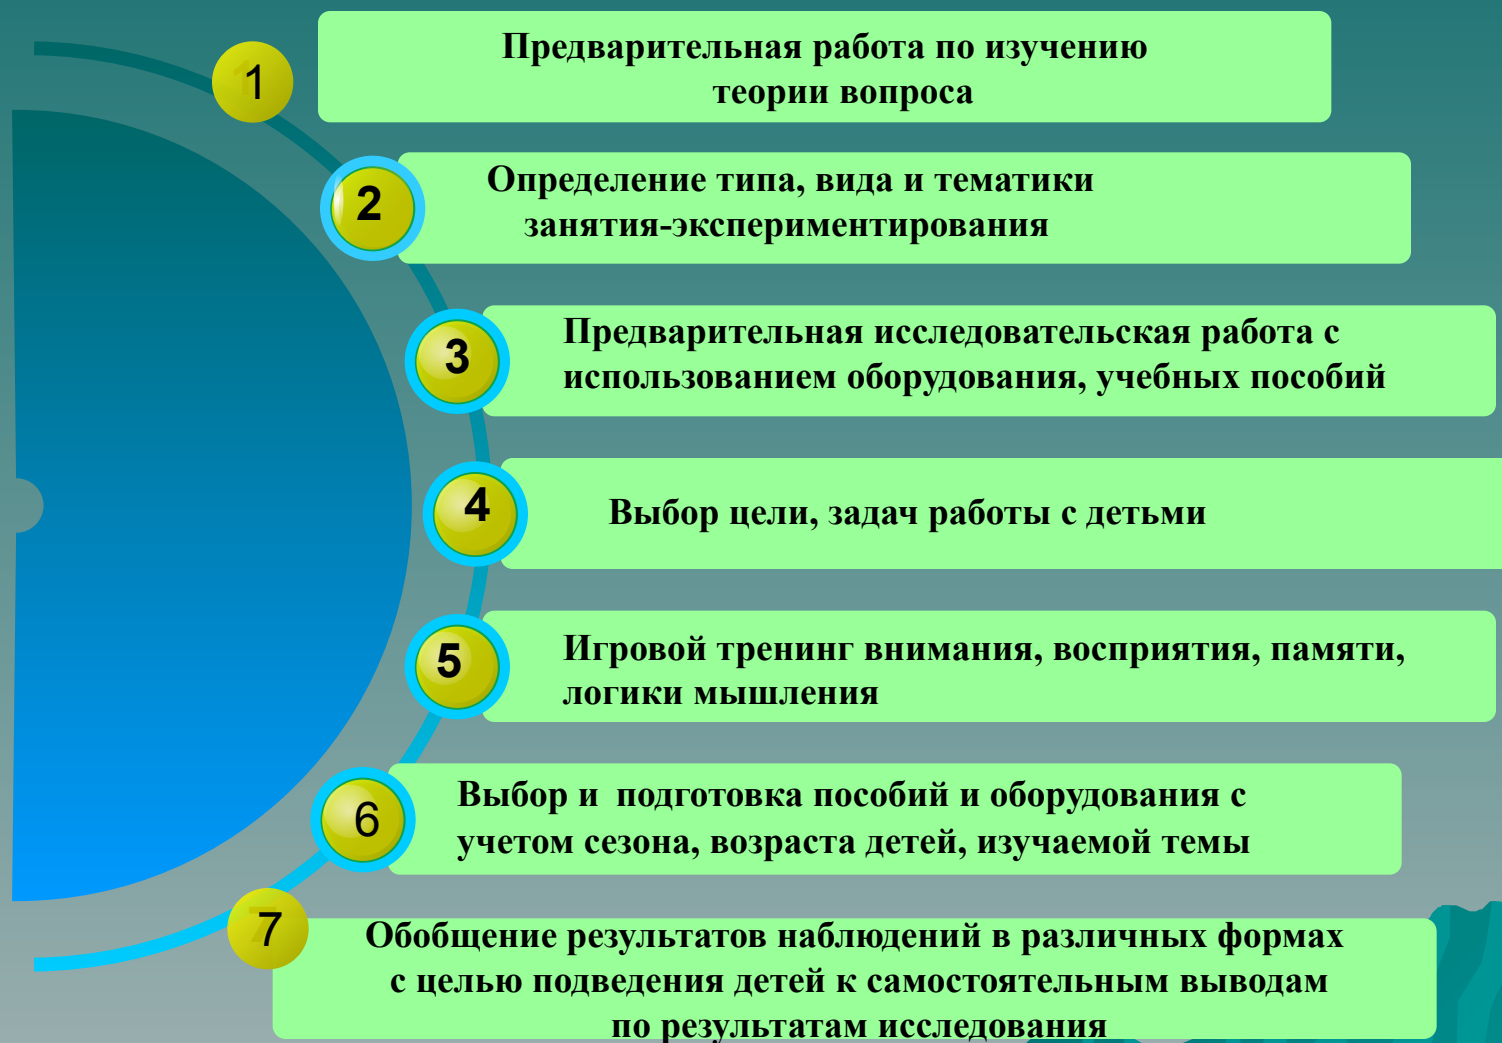 1
Предварительная работа по изучению
теории вопроса
2
Определение типа, вида и тематики
занятия-экспериментирования
3
Предварительная исследовательская работа с
использованием оборудования, учебных пособий
4
Выбор цели, задач работы с детьми
5
Игровой тренинг внимания, восприятия, памяти,
логики мышления
6
Выбор и подготовка пособий и оборудования с
учетом сезона, возраста детей, изучаемой темы
7
Обобщение результатов наблюдений в различных формах
с целью подведения детей к самостоятельным выводам
по результатам исследования